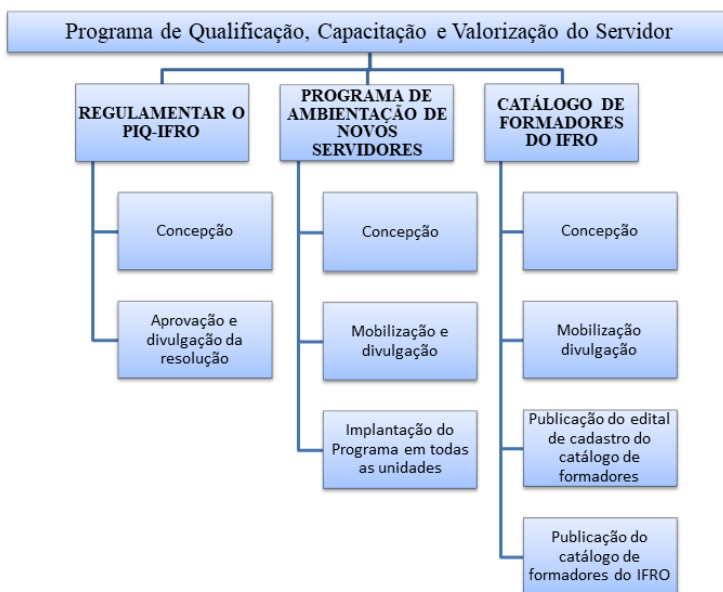 Programa de Qualificação, Capacitação e Valorização do Servidor
REGULAMENTAR O
PIQ-IFRO
Concepção
Aprovação e
divulgação da
resolução
PROGRAMA DE
AMBIENTAÇÃO DE
NOVOS
SERVIDORES
Concepção
Mobilização e
divulgação
Implantação do
Programa em todas
as unidades
CATÁLOGO DE
FORMADORES
DO IFRO
Concepção
Mobilização
divulgação
Publicação do edital
de cadastro do
catálogo de
formadores
Publicação do
catálogo de
formadores do IFRO